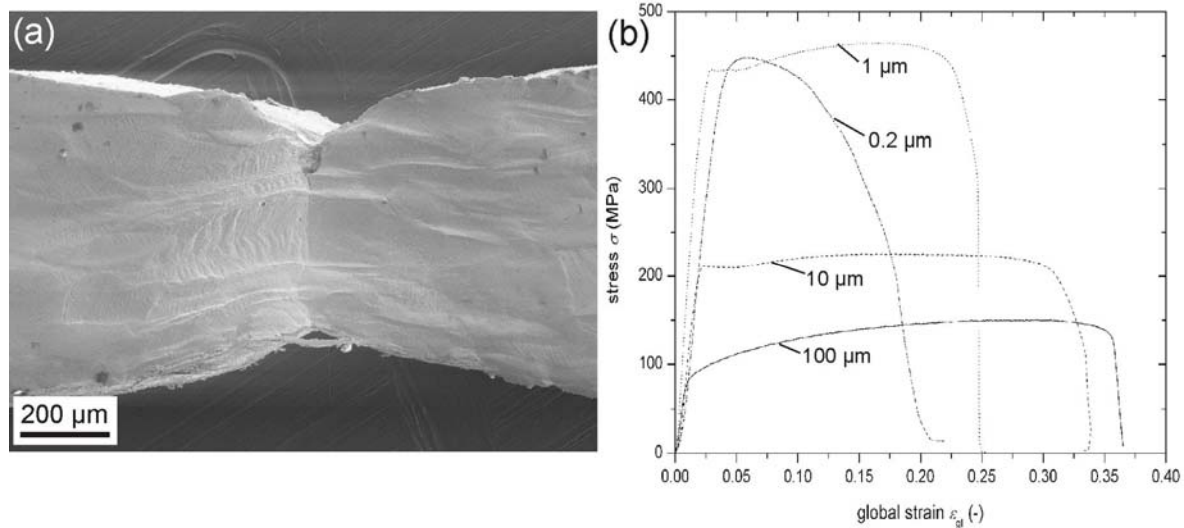 (a)
200 µm
(b)
500
400
300
200
100
0
stress σ (MPa)
1 µm
0.2 µm
10 µm
100 µm
0.00 0.05 0.10 0.15 0.20 0.25 0.30 0.35 0.40
global strain ε_gl (-)